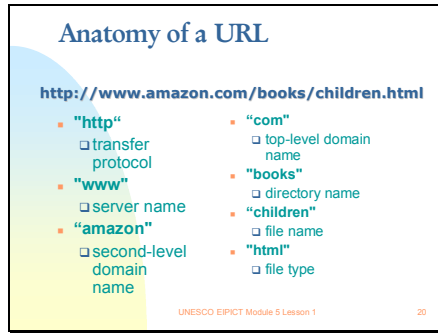 Anatomy of a URL
http://www.amazon.com/books/children.html
"http“
transfer
protocol
"www"
server name
“amazon"
second-level
domain
name
“com"
top-level domain
name
"books"
directory name
“children"
file name
"html"
file type
UNESCO EIPICT Module 5 Lesson 1
20